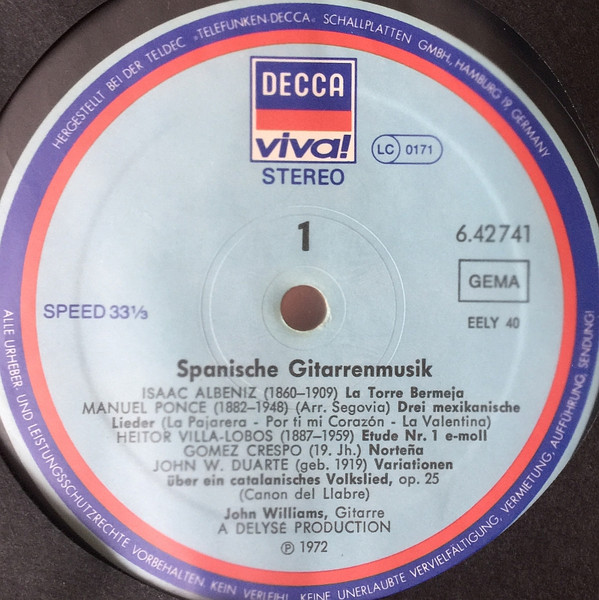 HERGESTELLT BEI DER TELDEC »TELEFUNKEN-DECCA« SCHALLPLATTEN GMBH, HAMBURG 19, GERMANY
DECCA
viva!
LC 0171
STEREO
1
6.42741
GEMA
SPEED 33⅓
EELY 40
Spanische Gitarrenmusik
ISAAC ALBENIZ (1860–1909) La Torre Bermeja
MANUEL PONCE (1882–1948) (Arr. Segovia) Drei mexikanische
Lieder (La Pajarera - Por ti mi Corazón - La Valentina)
HEITOR VILLA-LOBOS (1887–1959) Etude Nr. 1 e-moll
GOMEZ CRESPO (19. Jh.) Norteña
JOHN W. DUARTE (geb. 1919) Variationen
über ein catalanisches Volkslied, op. 25
(Canon del Llabre)
John Williams, Gitarre
A DELYSÉ PRODUCTION
Ⓟ 1972
ALLE URHEBER- UND LEISTUNGSSCHUTZRECHTE VORBEHALTEN. KEIN VERLEIH! KEINE UNERLAUBTE VERVIELFÄLTIGUNG, VERMIETUNG, AUFFÜHRUNG, SENDUNG!